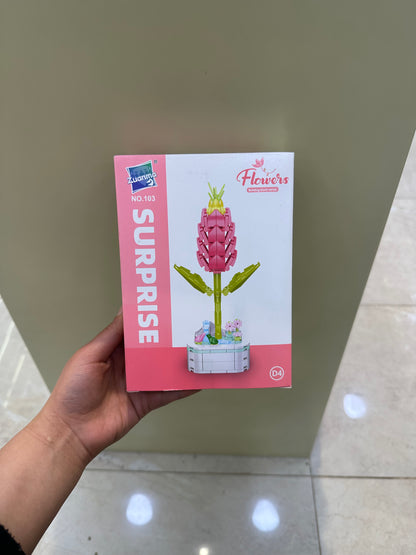 Zuanma
®
NO.103
SURPRISE
Flowers
D4